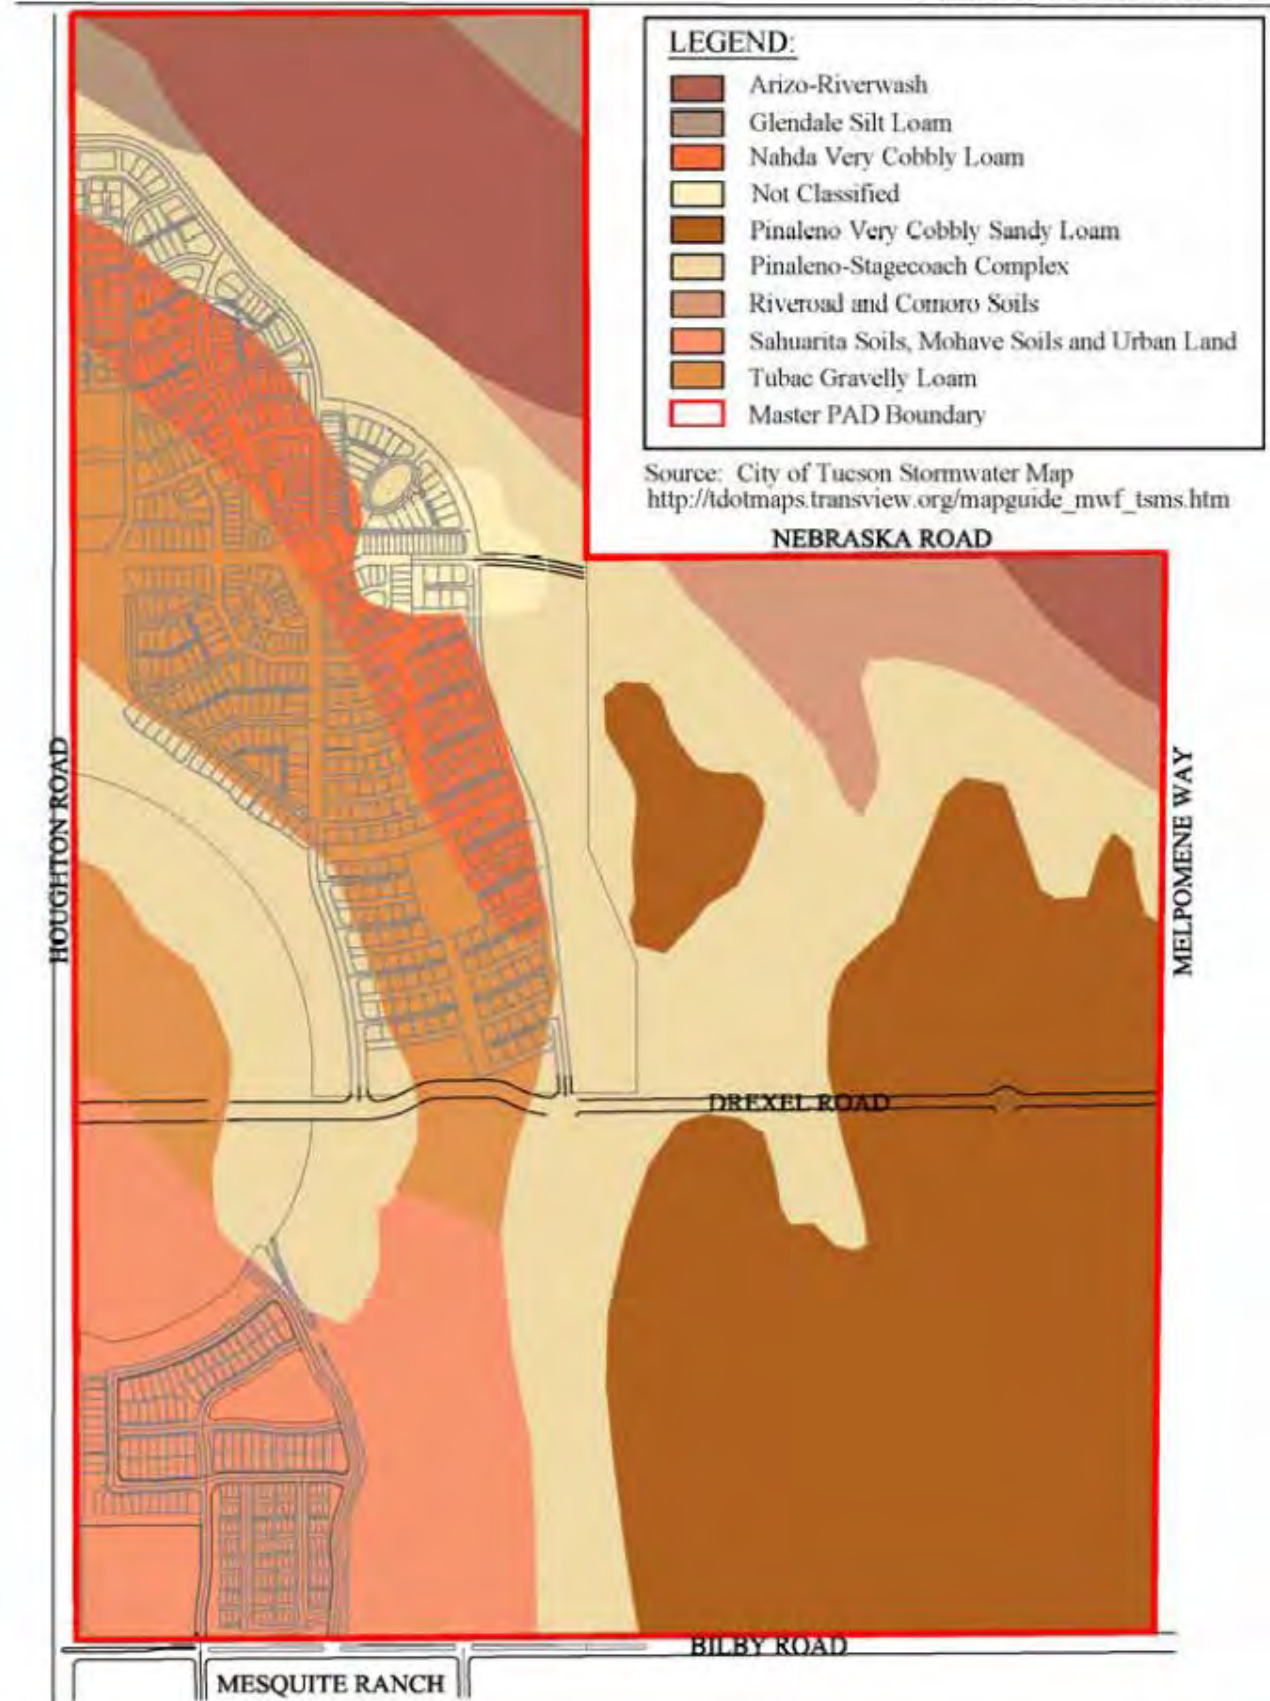 LEGEND:
Arizo-Riverwash
Glendale Silt Loam
Nahda Very Cobbly Loam
Not Classified
Pinaleno Very Cobbly Sandy Loam
Pinaleno-Stagecoach Complex
Riveroad and Comoro Soils
Sahuarita Soils, Mohave Soils and Urban Land
Tubac Gravelly Loam
Master PAD Boundary
Source: City of Tucson Stormwater Map
http://tdotmaps.transview.org/mapguide_mwf_tsms.htm
NEBRASKA ROAD
HOUGHTON ROAD
MELPOMENE WAY
DREXEL ROAD
BILBY ROAD
MESQUITE RANCH